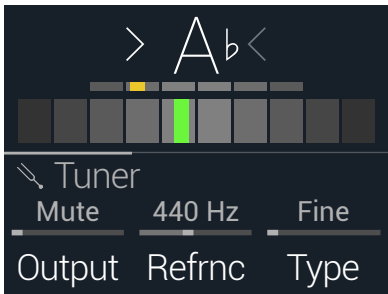 > A♭ <
Tuner
Mute 440 Hz Fine
Output Refrnc Type